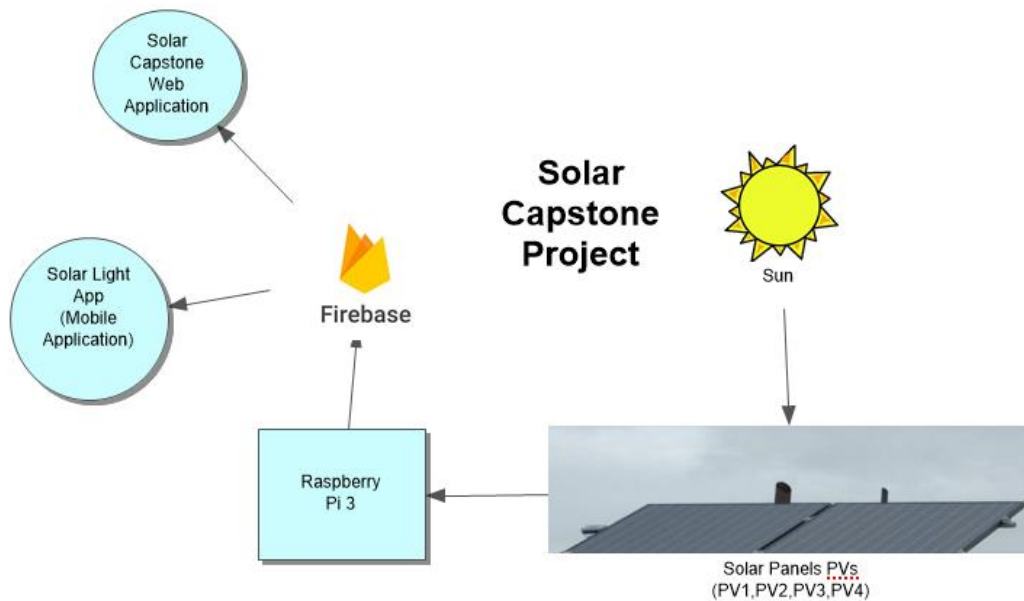 Solar
Capstone
Web
Application
Solar
Capstone
Project
Sun
Solar Light
App
(Mobile
Application)
Firebase
Raspberry
Pi 3
Solar Panels PVs
(PV1,PV2,PV3,PV4)